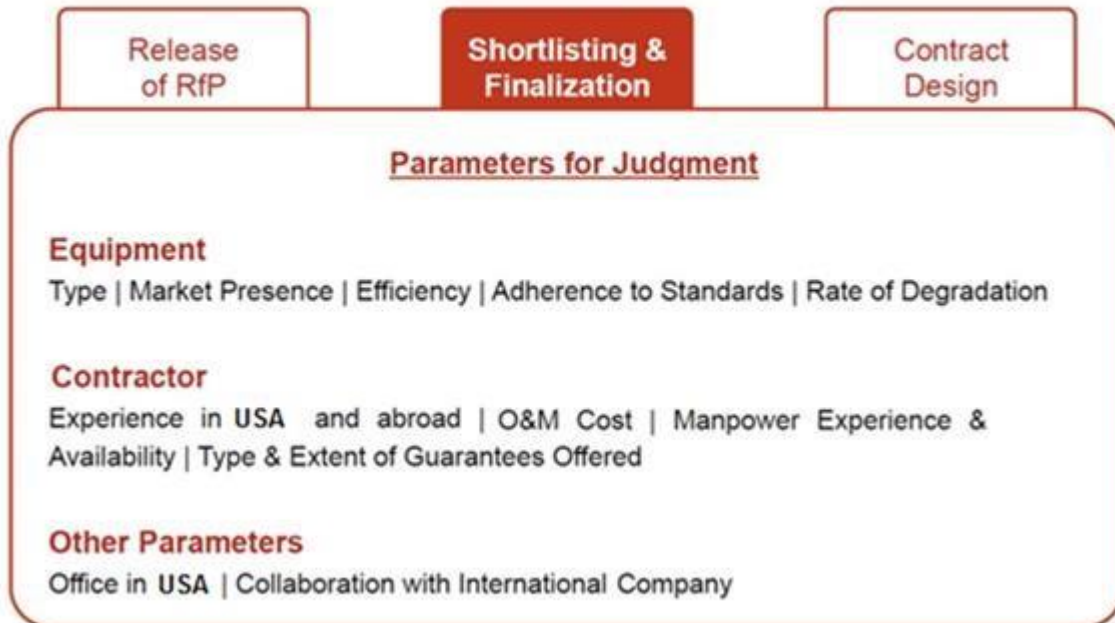 Release
of RfP
Shortlisting &
Finalization
Contract
Design
Parameters for Judgment
Equipment
Type | Market Presence | Efficiency | Adherence to Standards | Rate of Degradation
Contractor
Experience in USA and abroad | O&M Cost | Manpower Experience &
Availability | Type & Extent of Guarantees Offered
Other Parameters
Office in USA | Collaboration with International Company